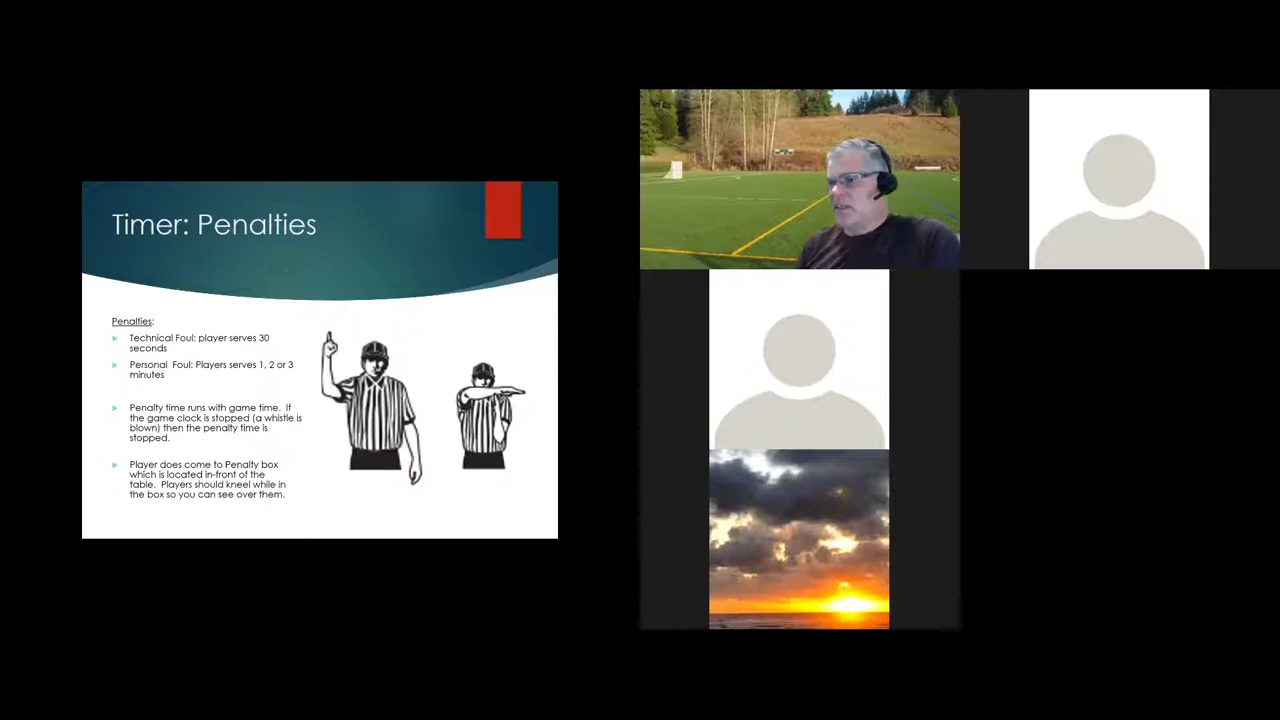 Timer: Penalties
Penalties:
Technical Foul: player serves 30
seconds
Personal Foul: Players serves 1, 2 or 3
minutes
Penalty time runs with game time. If
the game clock is stopped (a whistle is
blown) then the penalty time is
stopped.
Player does come to Penalty box
which is located in-front of the
table. Players should kneel while in
the box so you can see over them.